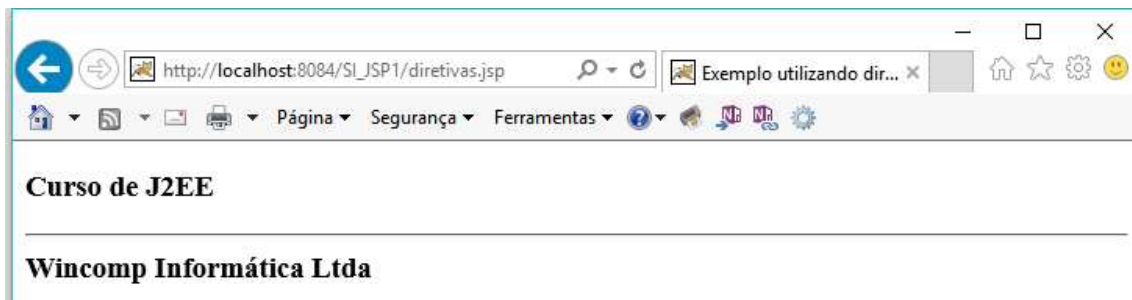 http://localhost:8084/SI_JSP1/diretivas.jsp
Exemplo utilizando dir...
Página Segurança Ferramentas
Curso de J2EE
Wincomp Informática Ltda